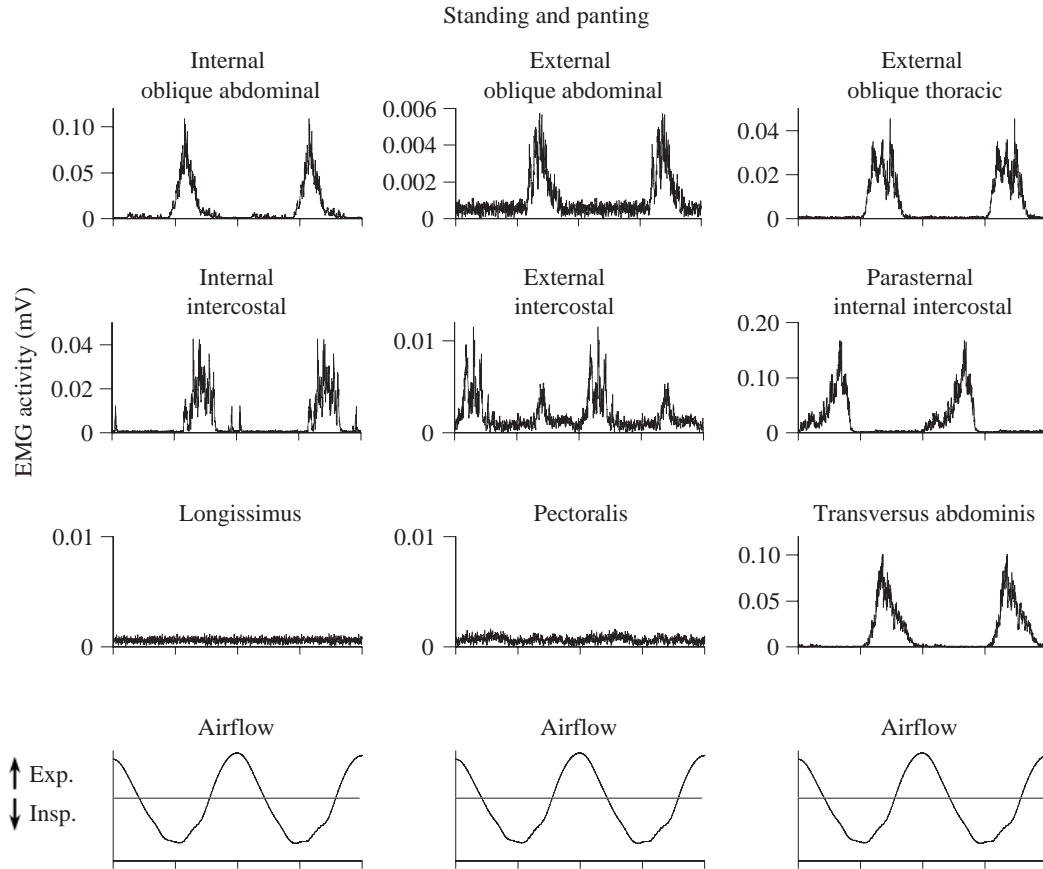 Standing and panting
Internal
oblique abdominal
External
oblique abdominal
External
oblique thoracic
0.10
0.05
0
0.006
0.004
0.002
0
0.04
0.02
0
EMG activity (mV)
Internal
intercostal
External
intercostal
Parasternal
internal intercostal
0.04
0.02
0
0.01
0
0.20
0.10
0
Longissimus
Pectoralis
Transversus abdominis
0.01
0
0.01
0
0.10
0.05
0
Airflow
Airflow
Airflow
Exp.
Insp.